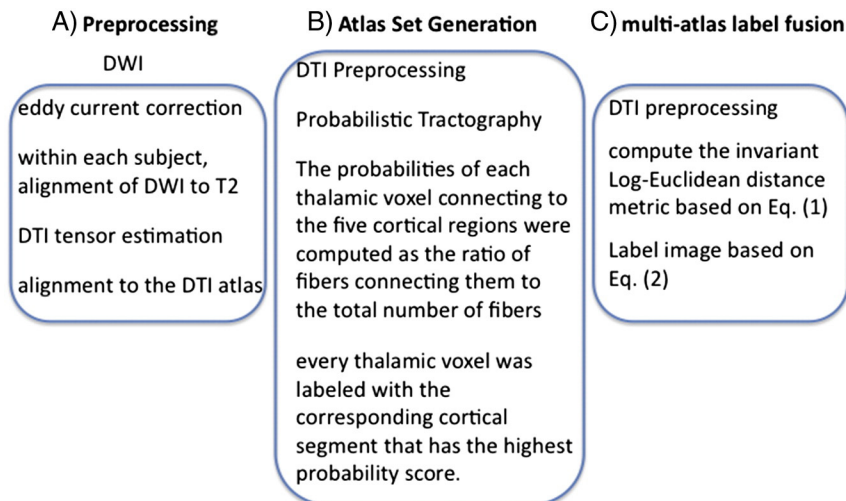 A) Preprocessing
DWI
eddy current correction
within each subject,
alignment of DWI to T2
DTI tensor estimation
alignment to the DTI atlas
B) Atlas Set Generation
DTI Preprocessing
Probabilistic Tractography
The probabilities of each
thalamic voxel connecting to
the five cortical regions were
computed as the ratio of
fibers connecting them to
the total number of fibers
every thalamic voxel was
labeled with the
corresponding cortical
segment that has the highest
probability score.
C) multi-atlas label fusion
DTI preprocessing
compute the invariant
Log-Euclidean distance
metric based on Eq. (1)
Label image based on
Eq. (2)